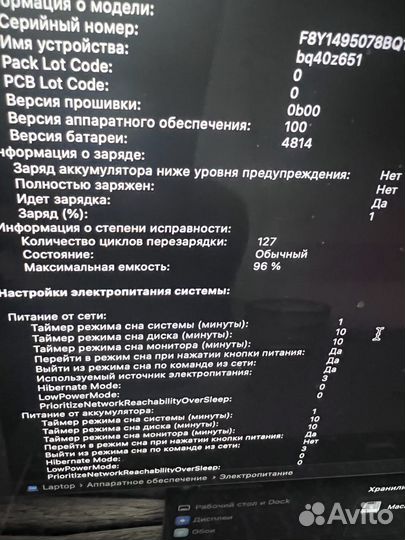 формация о модели:
Серийный номер: F8Y1495078BQ1
Имя устройства: bq40z651
Pack Lot Code: 0
PCB Lot Code: 0
Версия прошивки: 0b00
Версия аппаратного обеспечения: 100
Версия батареи: 4814
нформация о заряде:
Заряд аккумулятора ниже уровня предупреждения: Нет
Полностью заряжен: Нет
Идет зарядка: Да
Заряд (%): 1
Информация о степени исправности:
Количество циклов перезарядки: 127
Состояние: Обычный
Максимальная емкость: 96 %
Настройки электропитания системы:
Питание от сети:
Таймер режима сна системы (минуты): 1
Таймер режима сна диска (минуты): 10
Таймер режима сна монитора (минуты): 10
Перейти в режим сна при нажатии кнопки питания: Да
Выйти из режима сна по команде из сети: Да
Используемый источник электропитания: Да
Hibernate Mode: 3
LowPowerMode: 0
PrioritizeNetworkReachabilityOverSleep: 0
Питание от аккумулятора:
Таймер режима сна системы (минуты): 1
Таймер режима сна диска (минуты): 10
Таймер режима сна монитора (минуты): 10
Перейти в режим сна при нажатии кнопки питания: Да
Выйти из режима сна по команде из сети: Нет
Hibernate Mode: 3
LowPowerMode: 0
PrioritizeNetworkReachabilityOverSleep: 0
Laptop › Аппаратное обеспечение › Электропитание
Рабочий стол и Dock
Дисплеи
Обои
Хранили
Maci
Avito